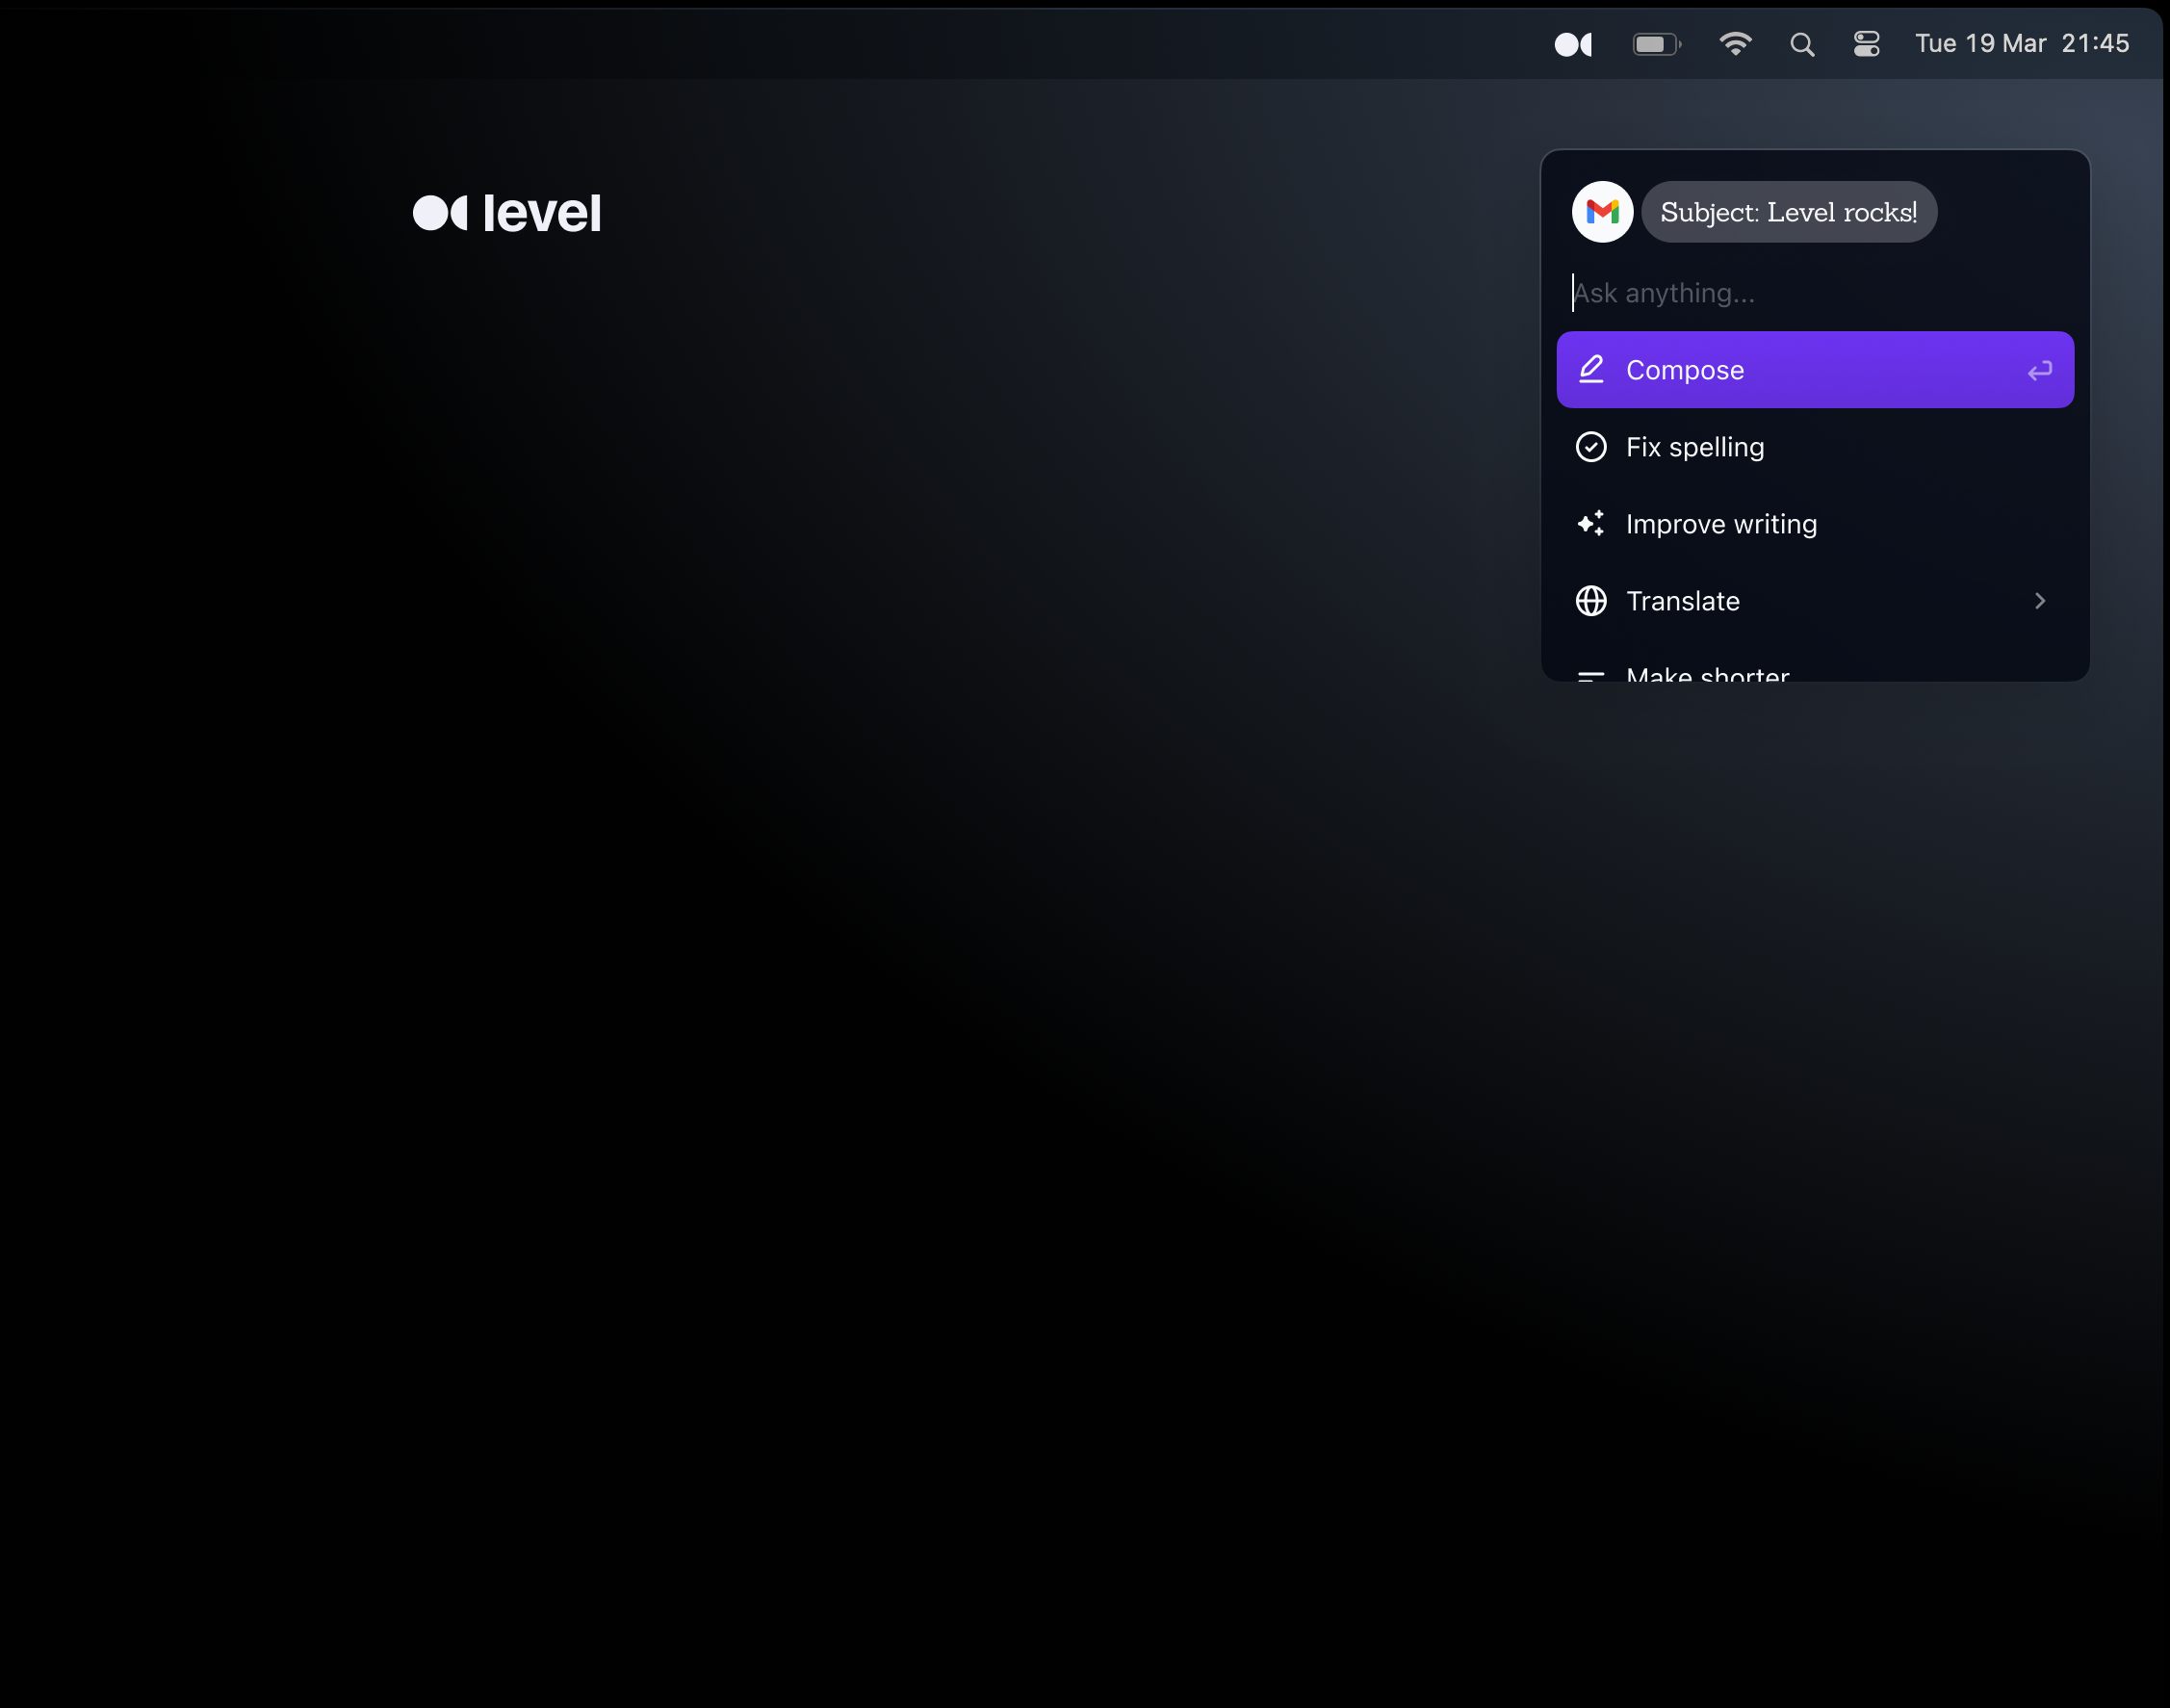 Tue 19 Mar 21:45
level
Subject: Level rocks!
Ask anything...
Compose
Fix spelling
Improve writing
Translate
Make shorter